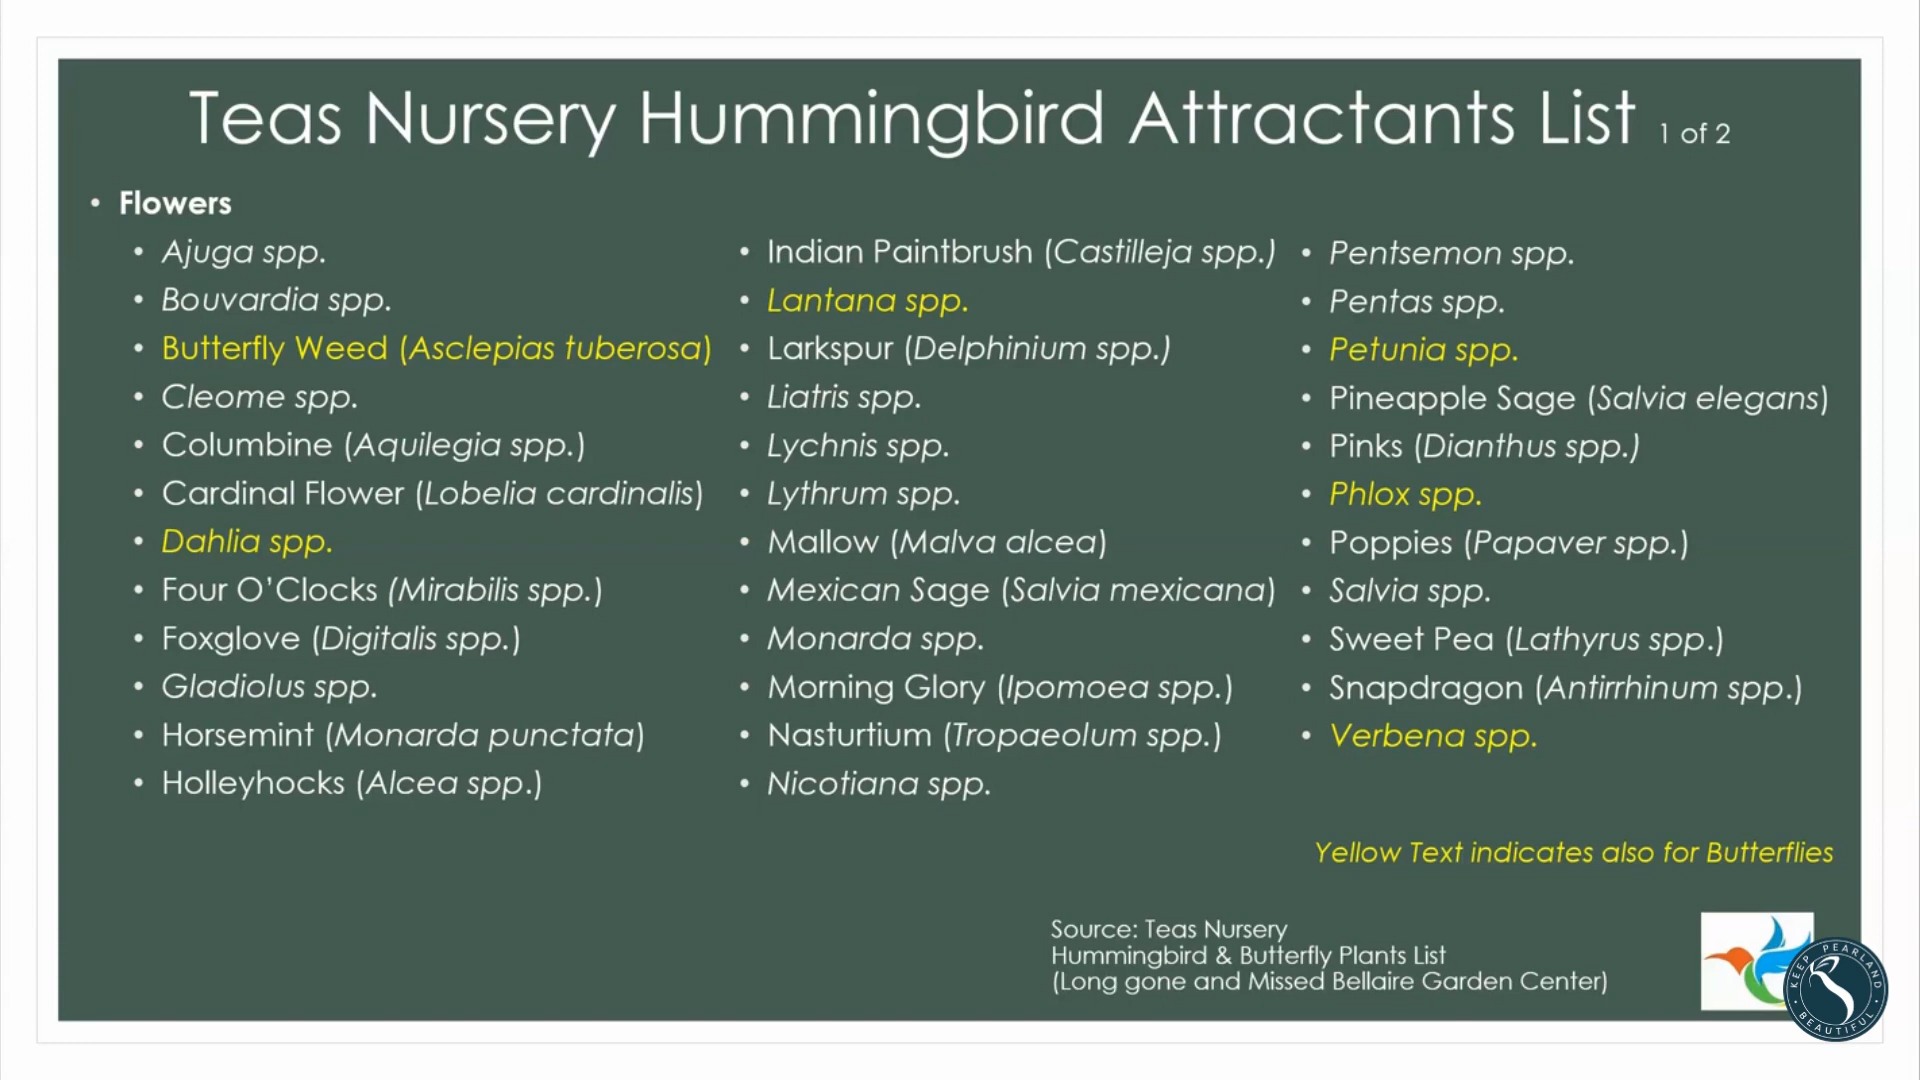 Teas Nursery Hummingbird Attractants List 1 of 2
• Flowers
• Ajuga spp.
• Bouvardia spp.
• Butterfly Weed (Asclepias tuberosa)
• Cleome spp.
• Columbine (Aquilegia spp.)
• Cardinal Flower (Lobelia cardinalis)
• Dahlia spp.
• Four O'Clocks (Mirabilis spp.)
• Foxglove (Digitalis spp.)
• Gladiolus spp.
• Horsemint (Monarda punctata)
• Holleyhocks (Alcea spp.)
• Indian Paintbrush (Castilleja spp.)
• Lantana spp.
• Larkspur (Delphinium spp.)
• Liatris spp.
• Lychnis spp.
• Lythrum spp.
• Mallow (Malva alcea)
• Mexican Sage (Salvia mexicana)
• Monarda spp.
• Morning Glory (Ipomoea spp.)
• Nasturtium (Tropaeolum spp.)
• Nicotiana spp.
• Pentsemon spp.
• Pentas spp.
• Petunia spp.
• Pineapple Sage (Salvia elegans)
• Pinks (Dianthus spp.)
• Phlox spp.
• Poppies (Papaver spp.)
• Salvia spp.
• Sweet Pea (Lathyrus spp.)
• Snapdragon (Antirrhinum spp.)
• Verbena spp.
Yellow Text indicates also for Butterflies
Source: Teas Nursery
Hummingbird & Butterfly Plants List
(Long gone and Missed Bellaire Garden Center)
KEEP PEARLAND BEAUTIFUL